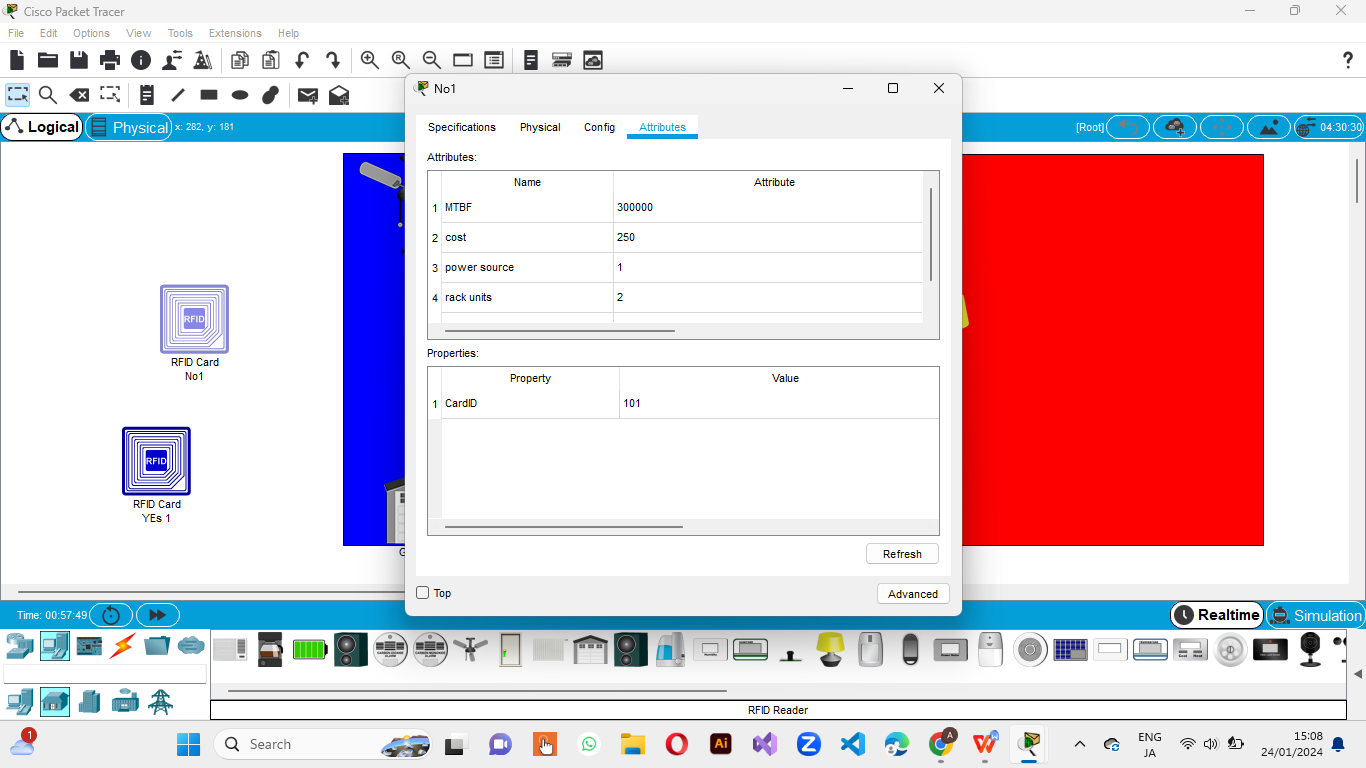 Cisco Packet Tracer
File Edit Options View Tools Extensions Help
Logical
Physical
x: 282, y: 181
[Root]
04:30:30
RFID
RFID Card
No1
RFID
RFID Card
YEs 1
G
No1
Specifications Physical Config Attributes
Attributes:
Name Attribute
1 MTBF 300000
2 cost 250
3 power source 1
4 rack units 2
Properties:
Property Value
1 CardID 101
Refresh
Top
Advanced
Time: 00:57:49
Realtime
Simulation
RFID Reader
1
Search
Ai
Z
A
W
ENG
JA
15:08
24/01/2024